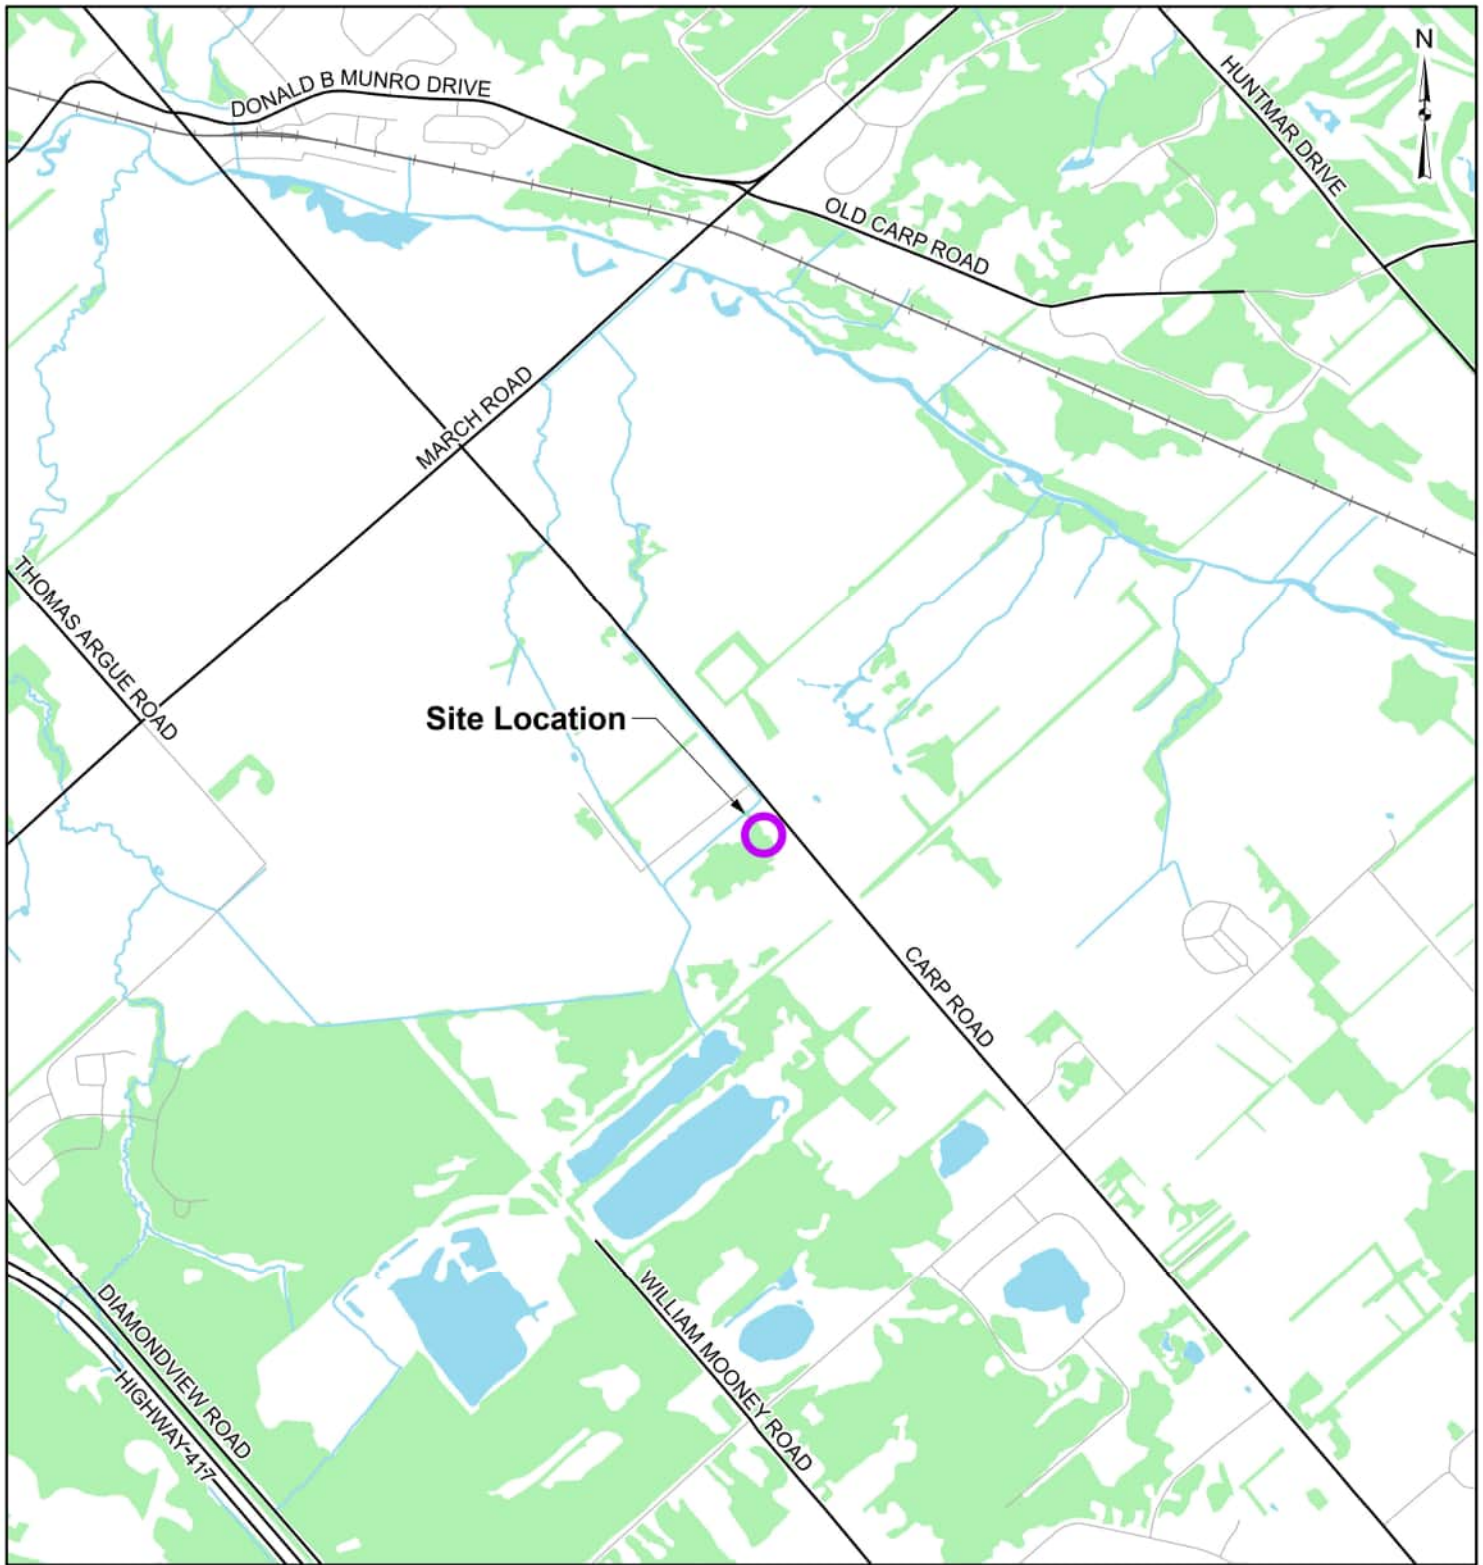 N
HUNTMAR DRIVE
DONALD B MUNRO DRIVE
OLD CARP ROAD
MARCH ROAD
THOMAS ARGUE ROAD
Site Location
CARP ROAD
WILLIAM MOONEY ROAD
DIAMONDVIEW ROAD
HIGHWAY 417